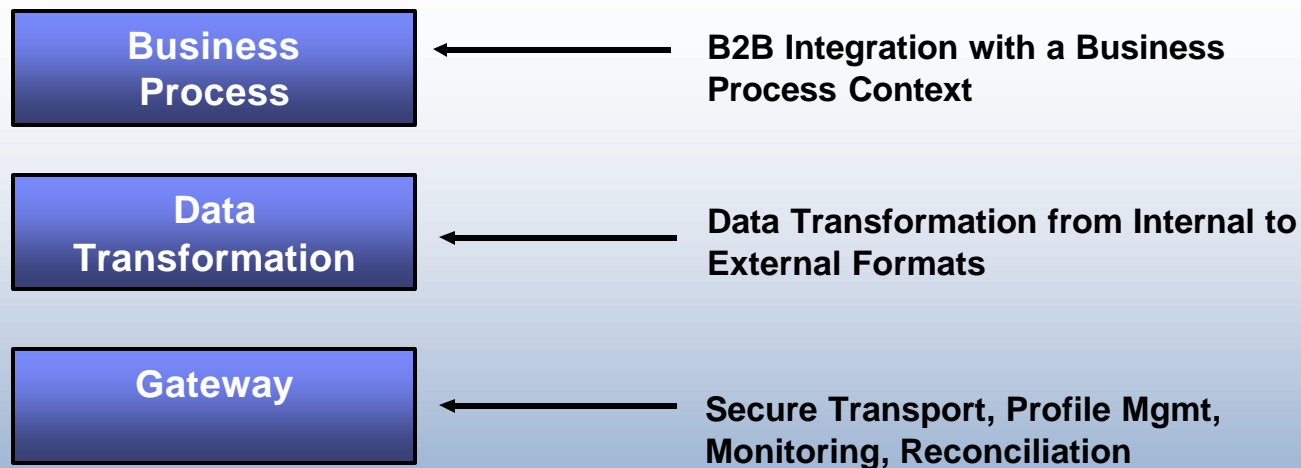 Business
Process
B2B Integration with a Business
Process Context
Data
Transformation
Data Transformation from Internal to
External Formats
Gateway
Secure Transport, Profile Mgmt,
Monitoring, Reconciliation